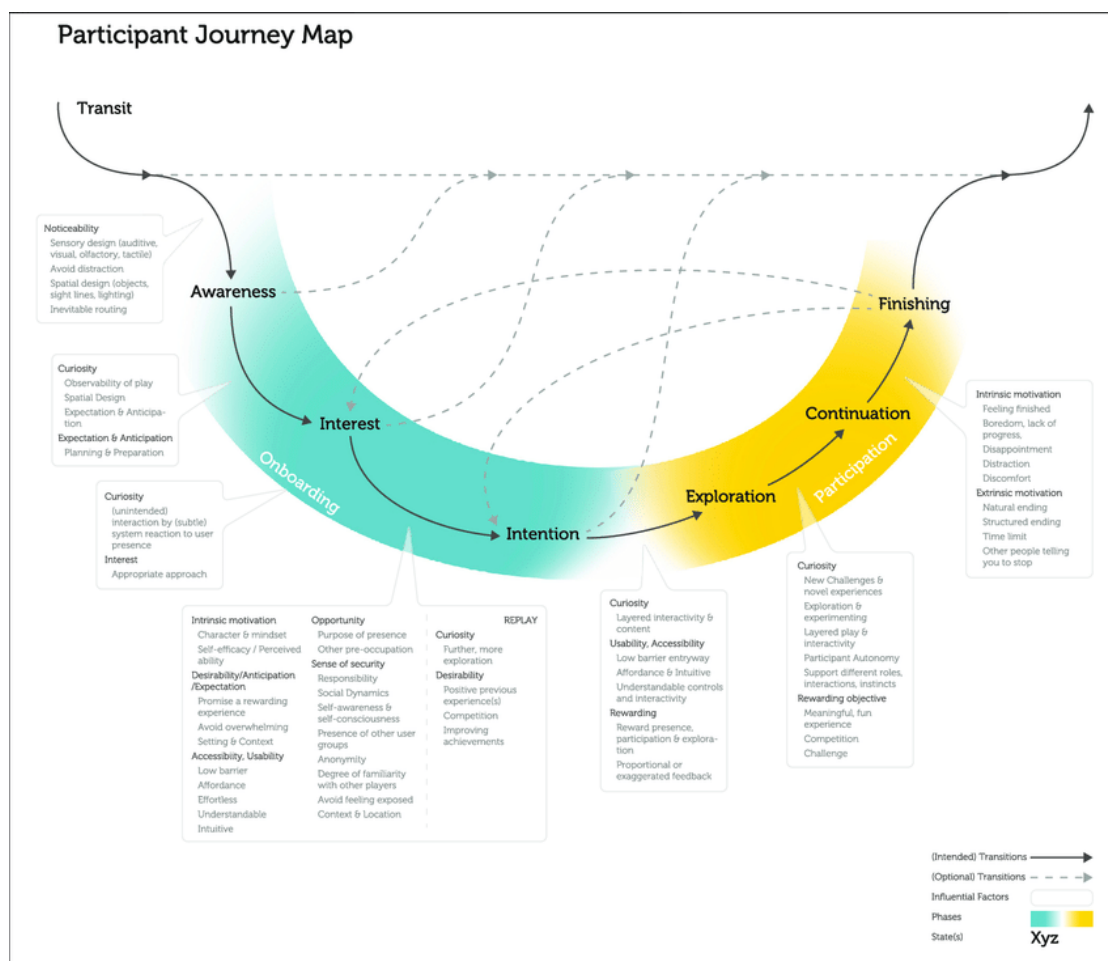 Participant Journey Map
Transit
Noticeability
Sensory design (auditive,
visual, olfactory, tactile)
Avoid distraction
Spatial design (objects,
sight lines, lighting)
Inevitable routing
Awareness
Curiosity
Observability of play
Spatial Design
Expectation & Anticipa-
tion
Expectation & Anticipation
Planning & Preparation
Interest
Onboarding
Curiosity
(unintended)
interaction by (subtle)
system reaction to user
presence
Interest
Appropriate approach
Intention
Intrinsic motivation
Character & mindset
Self-efficacy / Perceived
ability
Desirability/Anticipation
/Expectation
Promise a rewarding
experience
Avoid overwhelming
Setting & Context
Accessibiity, Usability
Low barrier
Affordance
Effortless
Understandable
Intuitive
Opportunity
Purpose of presence
Other pre-occupation
Sense of security
Responsibility
Social Dynamics
Self-awareness &
self-consciousness
Presence of other user
groups
Anonymity
Degree of familiarity
with other players
Avoid feeling exposed
Context & Location
REPLAY
Curiosity
Further, more
exploration
Desirability
Positive previous
experience(s)
Competition
Improving
achievements
Exploration
Curiosity
Layered interactivity &
content
Usability, Accessibility
Low barrier entryway
Affordance & Intuitive
Understandable controls
and interactivity
Rewarding
Reward presence,
participation & explora-
tion
Proportional or
exaggerated feedback
Continuation
Participation
Curiosity
New Challenges &
novel experiences
Exploration &
experimenting
Layered play &
interactivity
Participant Autonomy
Support different roles,
interactions, instincts
Rewarding objective
Meaningful, fun
experience
Competition
Challenge
Finishing
Intrinsic motivation
Feeling finished
Boredom, lack of
progress,
Disappointment
Distraction
Discomfort
Extrinsic motivation
Natural ending
Structured ending
Time limit
Other people telling
you to stop
(Intended) Transitions
(Optional) Transitions
Influential Factors
Phases
State(s)
Xyz